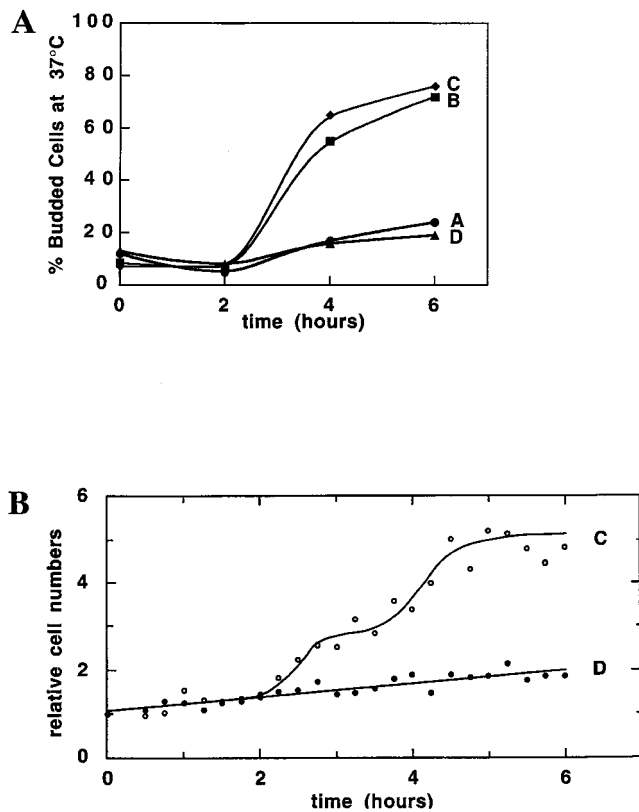 A
% Budded Cells at 37°C
100
80
60
40
20
0
C
B
A
D
0 2 4 6
time (hours)
B
relative cell numbers
6
4
2
0
C
D
0 2 4 6
time (hours)